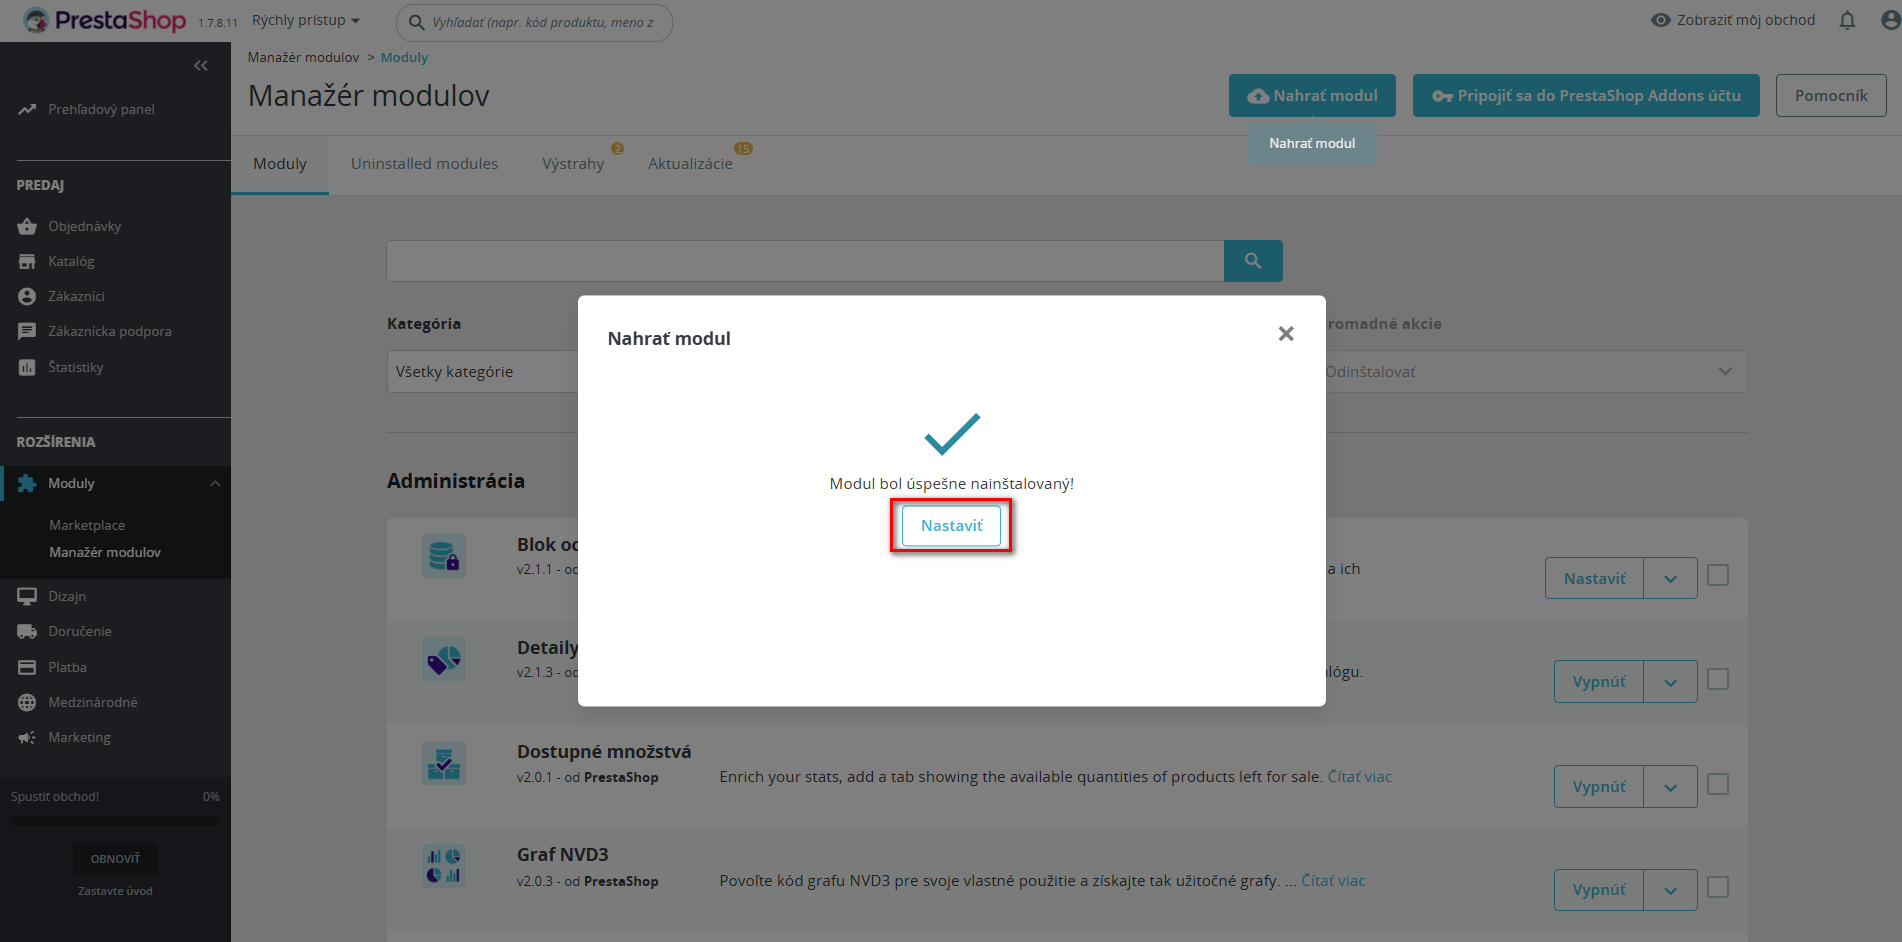 PrestaShop 1.7.8.11 Rýchly prístup Vyhľadať (napr. kód produktu, meno z Zobraziť môj obchod
Manažér modulov > Moduly
Manažér modulov
Nahrať modul Pripojiť sa do PrestaShop Addons účtu Pomocník
Nahrať modul
Moduly Uninstalled modules Výstrahy 2 Aktualizácie 15
Prehľadový panel
PREDAJ
Objednávky
Katalóg
Zákazníci
Zákaznícka podpora
Štatistiky
ROZŠÍRENIA
Moduly
Marketplace
Manažér modulov
Dizajn
Doručenie
Platba
Medzinárodné
Marketing
Spustiť obchod! 0%
OBNOVIŤ
Zastavte úvod
Kategória romadné akcie
Všetky kategórie Odinštalovať
Nahrať modul
Modul bol úspešne nainštalovaný!
Nastaviť
Administrácia
Blok oc
v2.1.1 - od a ich
Nastaviť
Detaily
v2.1.3 - od lógu.
Vypnúť
Dostupné množstvá
v2.0.1 - od PrestaShop Enrich your stats, add a tab showing the available quantities of products left for sale. Čítať viac
Vypnúť
Graf NVD3
v2.0.3 - od PrestaShop Povoľte kód grafu NVD3 pre svoje vlastné použitie a získajte tak užitočné grafy. ... Čítať viac
Vypnúť